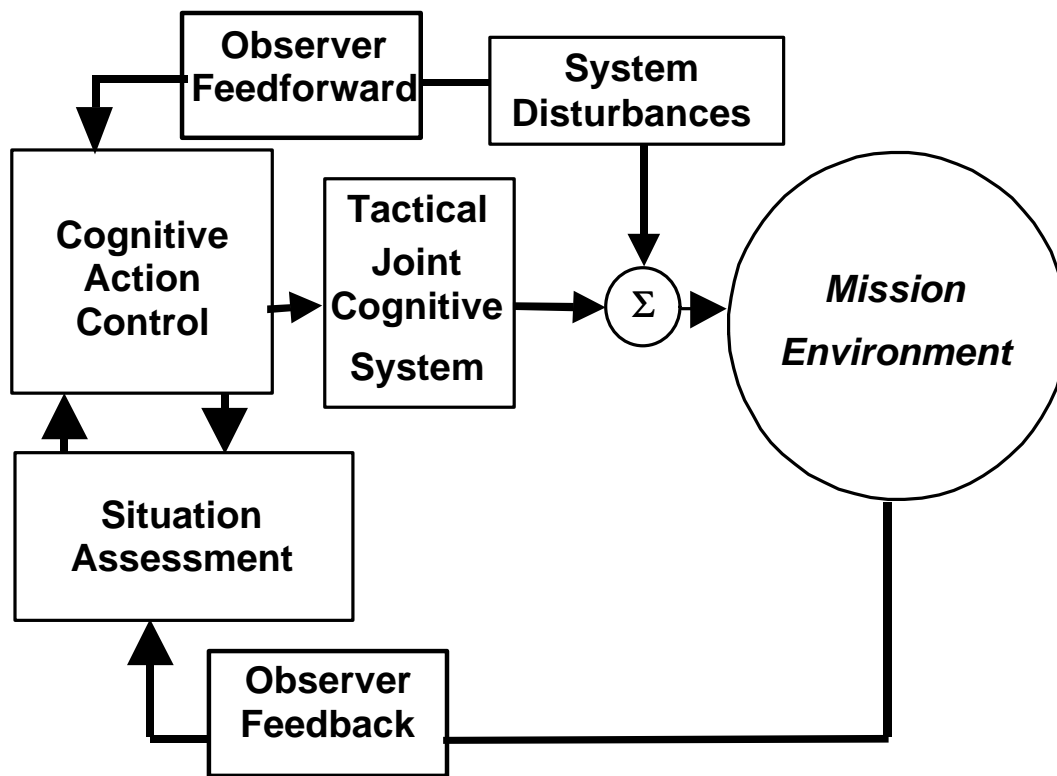 Observer
Feedforward
System
Disturbances
Cognitive
Action
Control
Tactical
Joint
Cognitive
System
Σ
Mission
Environment
Situation
Assessment
Observer
Feedback